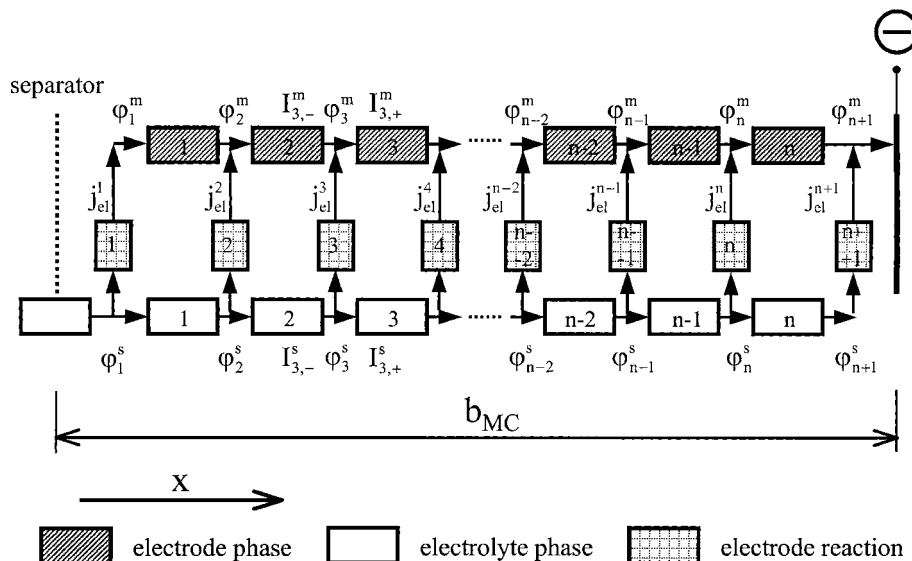 −
separator
φ₁ᵐ φ₂ᵐ I₃,₋ᵐ φ₃ᵐ I₃,₊ᵐ φₙ₋₂ᵐ φₙ₋₁ᵐ φₙᵐ φₙ₊₁ᵐ
1 2 3 ...... n-2 n-1 n
jₑₗ¹ jₑₗ² jₑₗ³ jₑₗ⁴ jₑₗⁿ⁻² jₑₗⁿ⁻¹ jₑₗⁿ jₑₗⁿ⁺¹
1 2 3 4 n--2 n--1 n n+1
1 2 3 ...... n-2 n-1 n
φ₁ˢ φ₂ˢ I₃,₋ˢ φ₃ˢ I₃,₊ˢ φₙ₋₂ˢ φₙ₋₁ˢ φₙˢ φₙ₊₁ˢ
b_MC
x
electrode phase electrolyte phase electrode reaction